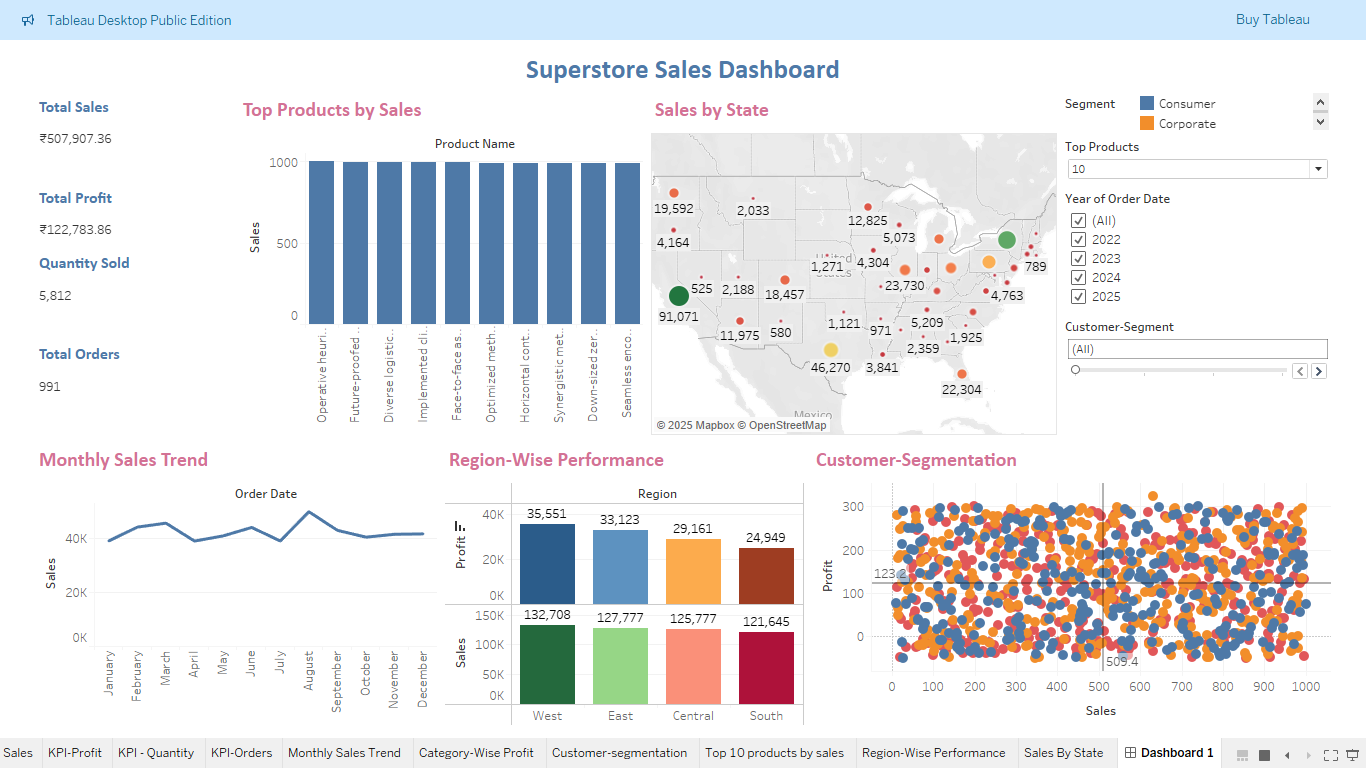 Tableau Desktop Public Edition
Buy Tableau
Superstore Sales Dashboard
Total Sales
₹507,907.36
Total Profit
₹122,783.86
Quantity Sold
5,812
Total Orders
991
Top Products by Sales
Product Name
Sales
1000
500
0
Operative heuri..
Future-proofed..
Diverse logistic..
Implemented cli..
Face-to-face as..
Optimized meth..
Horizontal cont..
Synergistic met..
Down-sized zer..
Seamless enco..
Sales by State
19,592
2,033
12,825
4,164
5,073
1,271
United States
4,304
789
525
2,188
18,457
23,730
4,763
91,071
11,975
580
1,121
971
5,209
1,925
2,359
46,270
3,841
22,304
Mexico
© 2025 Mapbox © OpenStreetMap
Segment
Consumer
Corporate
Top Products
10
Year of Order Date
(All)
2022
2023
2024
2025
Customer-Segment
(All)
Monthly Sales Trend
Order Date
Sales
40K
20K
0K
January
February
March
April
May
June
July
August
September
October
November
December
Region-Wise Performance
Region
Profit
40K
20K
0K
35,551
33,123
29,161
24,949
Sales
150K
100K
50K
0K
132,708
127,777
125,777
121,645
West
East
Central
South
Customer-Segmentation
Profit
300
200
100
0
123.2
509.4
0
100
200
300
400
500
600
700
800
900
1000
Sales
Sales
KPI-Profit
KPI - Quantity
KPI-Orders
Monthly Sales Trend
Category-Wise Profit
Customer-segmentation
Top 10 products by sales
Region-Wise Performance
Sales By State
Dashboard 1